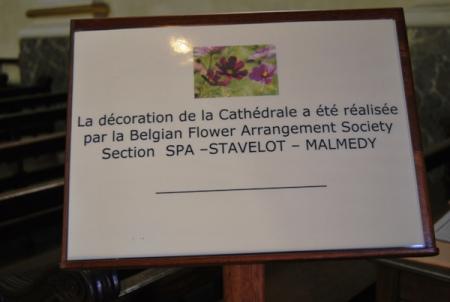 La décoration de la Cathédrale a été réalisée
par la Belgian Flower Arrangement Society
Section SPA –STAVELOT – MALMEDY